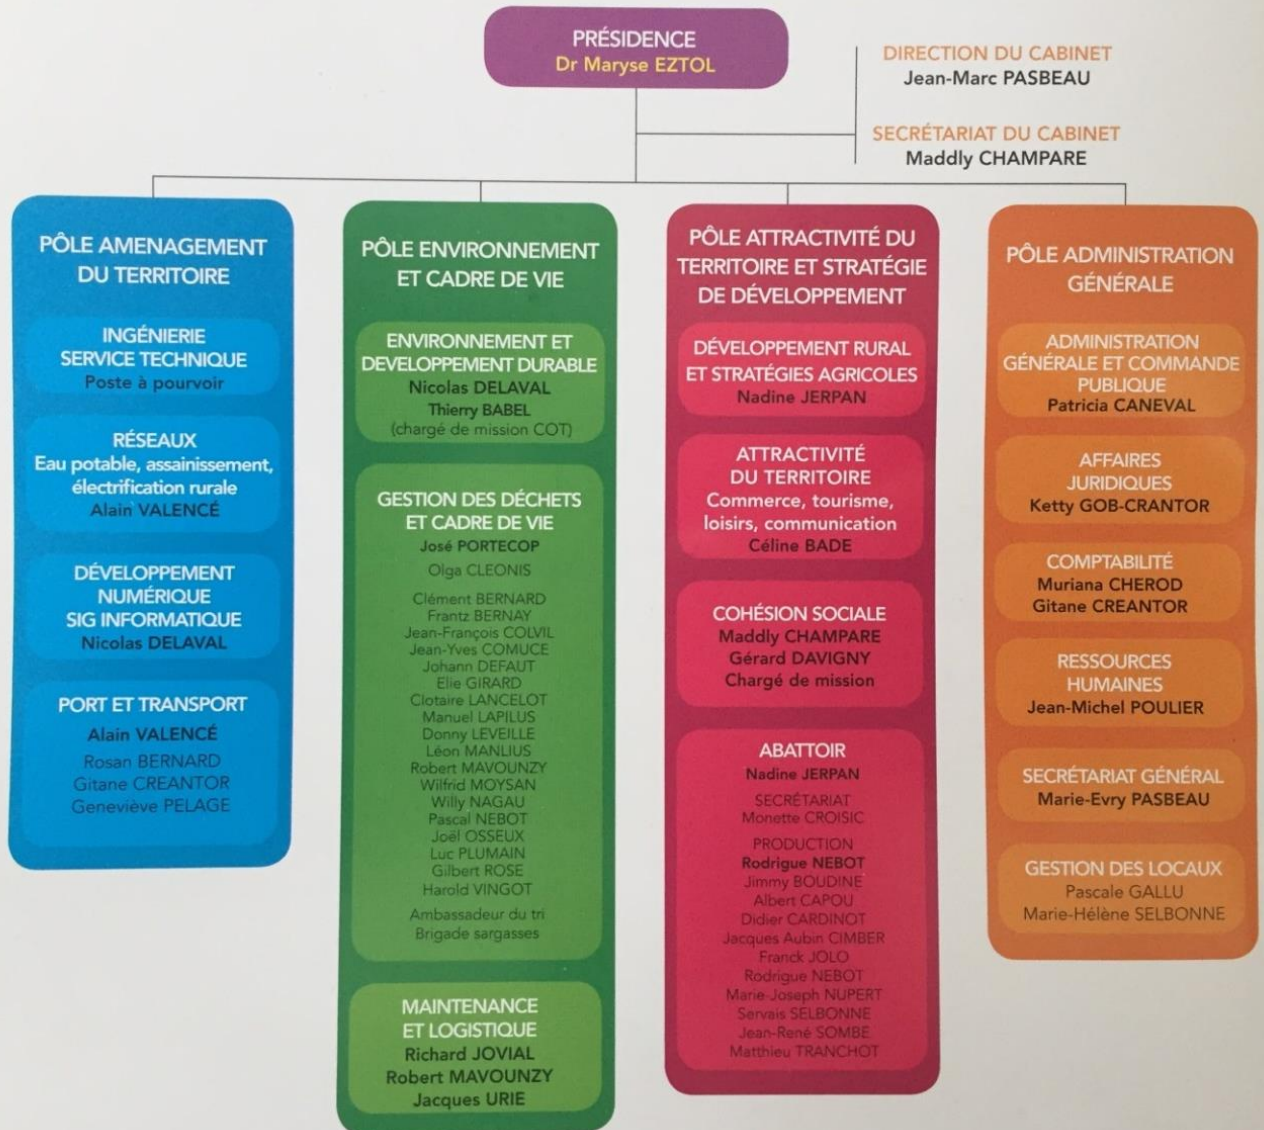 PRÉSIDENCE
Dr Maryse EZTOL
DIRECTION DU CABINET
Jean-Marc PASBEAU
SECRÉTARIAT DU CABINET
Maddly CHAMPARE
PÔLE AMENAGEMENT
DU TERRITOIRE
INGÉNIERIE
SERVICE TECHNIQUE
Poste à pourvoir
RÉSEAUX
Eau potable, assainissement,
électrification rurale
Alain VALENCÉ
DÉVELOPPEMENT
NUMÉRIQUE
SIG INFORMATIQUE
Nicolas DELAVAL
PORT ET TRANSPORT
Alain VALENCÉ
Rosan BERNARD
Gitane CREANTOR
Geneviève PELAGE
PÔLE ENVIRONNEMENT
ET CADRE DE VIE
ENVIRONNEMENT ET
DEVELOPPEMENT DURABLE
Nicolas DELAVAL
Thierry BABEL
(chargé de mission COT)
GESTION DES DÉCHETS
ET CADRE DE VIE
José PORTECOP
Olga CLEONIS
Clément BERNARD
Frantz BERNAY
Jean-François COLVIL
Jean-Yves COMUCE
Johann DEFAUT
Elie GIRARD
Clotaire LANCELOT
Manuel LAPILUS
Donny LEVEILLE
Léon MANLIUS
Robert MAVOUNZY
Wilfrid MOYSAN
Willy NAGAU
Pascal NEBOT
Joël OSSEUX
Luc PLUMAIN
Gilbert ROSE
Harold VINGOT
Ambassadeur du tri
Brigade sargasses
MAINTENANCE
ET LOGISTIQUE
Richard JOVIAL
Robert MAVOUNZY
Jacques URIE
PÔLE ATTRACTIVITÉ DU
TERRITOIRE ET STRATÉGIE
DE DÉVELOPPEMENT
DÉVELOPPEMENT RURAL
ET STRATÉGIES AGRICOLES
Nadine JERPAN
ATTRACTIVITÉ
DU TERRITOIRE
Commerce, tourisme,
loisirs, communication
Céline BADE
COHÉSION SOCIALE
Maddly CHAMPARE
Gérard DAVIGNY
Chargé de mission
ABATTOIR
Nadine JERPAN
SECRÉTARIAT
Monette CROISIC
PRODUCTION
Rodrigue NEBOT
Jimmy BOUDINE
Albert CAPOU
Didier CARDINOT
Jacques Aubin CIMBER
Franck JOLO
Rodrigue NEBOT
Marie-Joseph NUPERT
Servais SELBONNE
Jean-René SOMBE
Matthieu TRANCHOT
PÔLE ADMINISTRATION
GÉNÉRALE
ADMINISTRATION
GÉNÉRALE ET COMMANDE
PUBLIQUE
Patricia CANEVAL
AFFAIRES
JURIDIQUES
Ketty GOB-CRANTOR
COMPTABILITÉ
Muriana CHEROD
Gitane CREANTOR
RESSOURCES
HUMAINES
Jean-Michel POULIER
SECRÉTARIAT GÉNÉRAL
Marie-Evry PASBEAU
GESTION DES LOCAUX
Pascale GALLU
Marie-Hélène SELBONNE